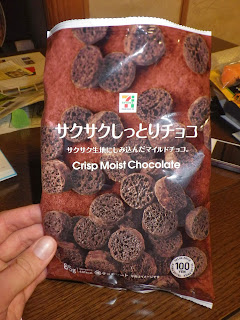 サクサクしっとりチョコ
サクサク生地にしみ込んだマイルドチョコ。
Crisp Moist Chocolate
85g
100